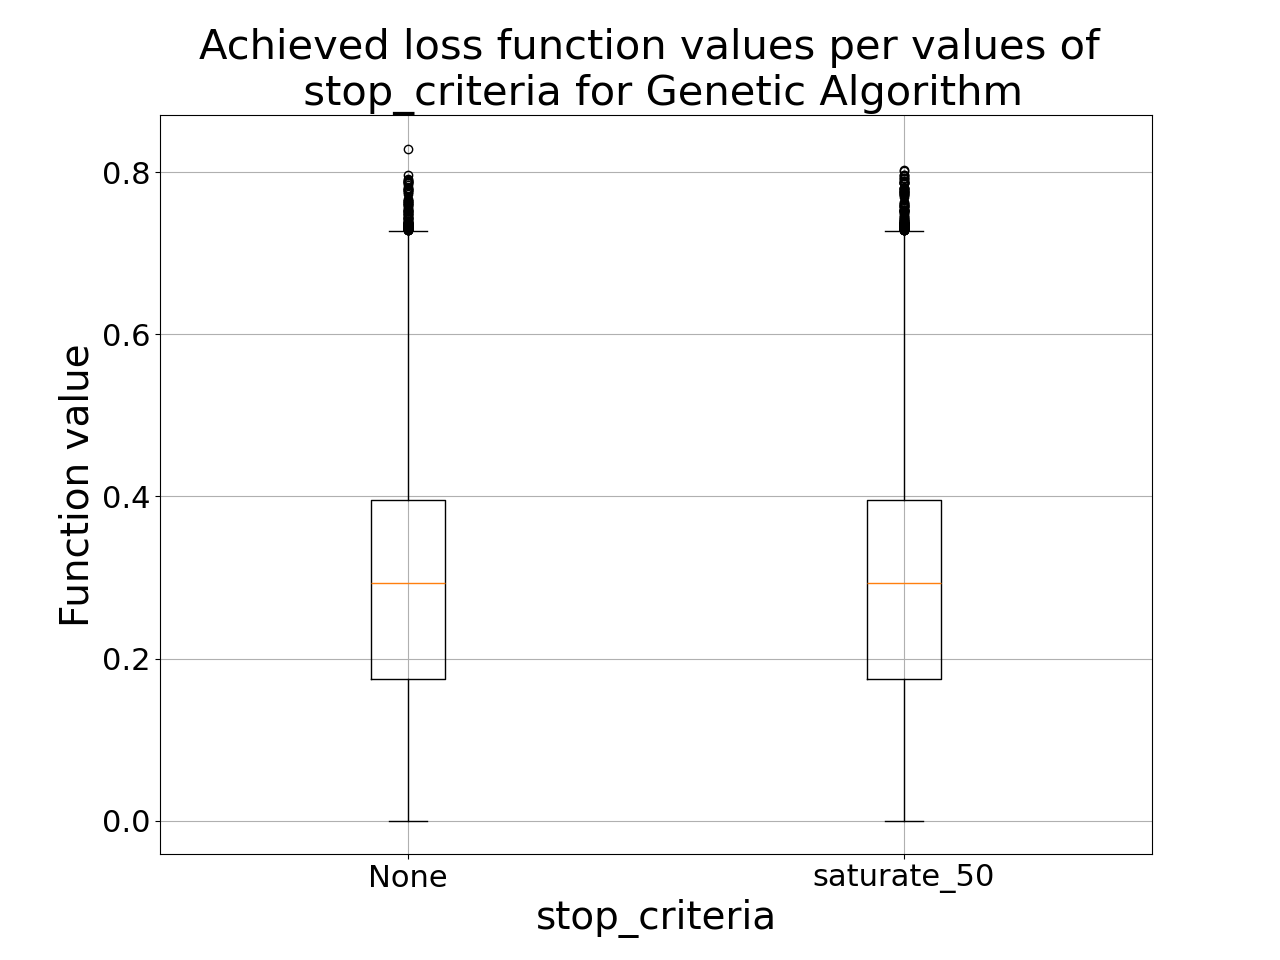 Achieved loss function values per values of
stop_criteria for Genetic Algorithm
0.8
0.6
0.4
0.2
0.0
Function value
None
saturate_50
stop_criteria